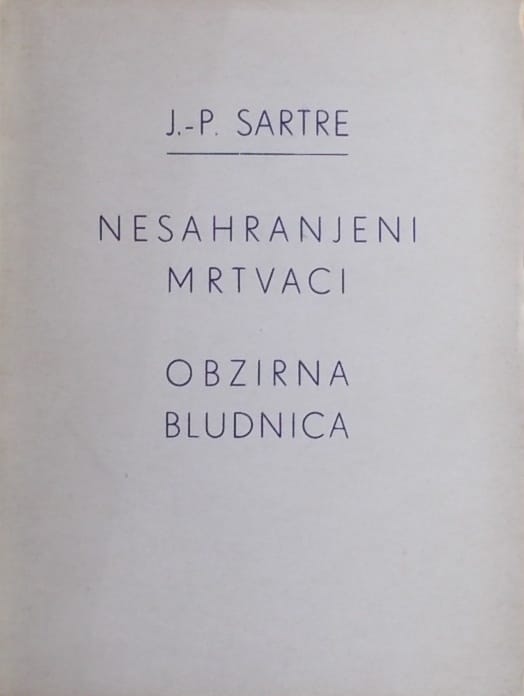 J.-P. SARTRE
NESAHRANJENI
MRTVACI
OBZIRNA
BLUDNICA